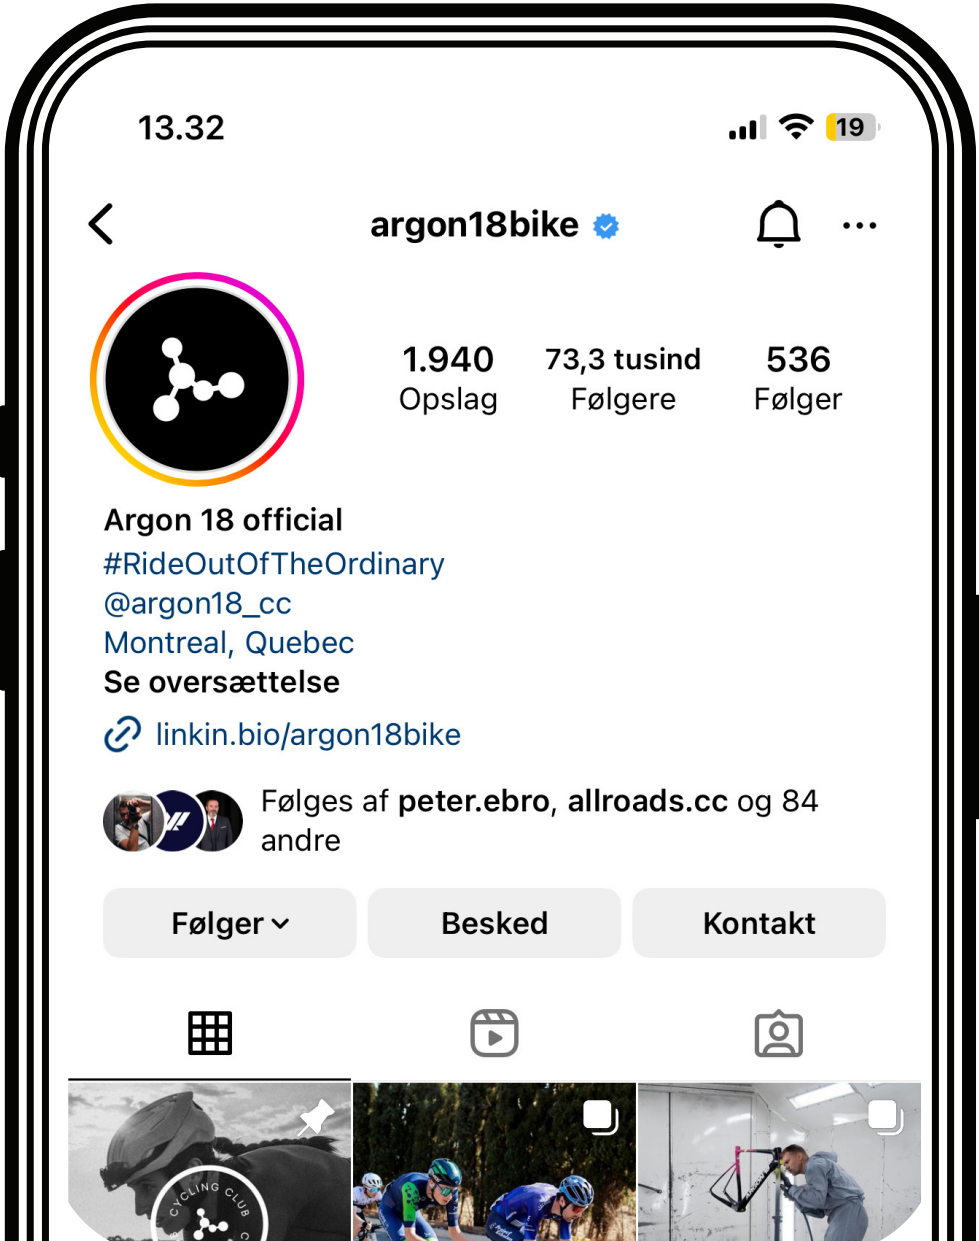 13.32
19
argon18bike
1.940
Opslag
73,3 tusind
Følgere
536
Følger
Argon 18 official
#RideOutOfTheOrdinary
@argon18_cc
Montreal, Quebec
Se oversættelse
linkin.bio/argon18bike
Følges af peter.ebro, allroads.cc og 84
andre
Følger
Besked
Kontakt
CYCLING CLUB